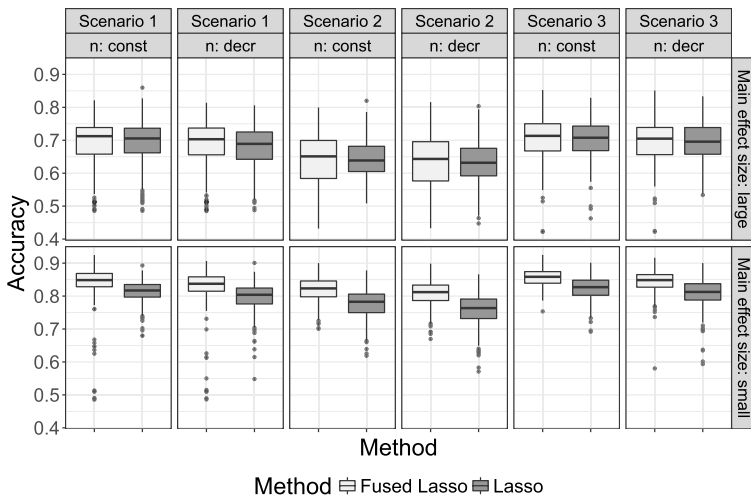 Scenario 1 Scenario 1 Scenario 2 Scenario 2 Scenario 3 Scenario 3
n: const n: decr n: const n: decr n: const n: decr
0.9
0.8
0.7
0.6
0.5
0.4
Main effect size: large
0.9
0.8
0.7
0.6
0.5
0.4
Main effect size: small
Accuracy
Method
Method Fused Lasso Lasso